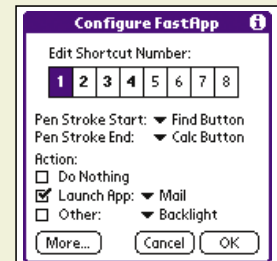 Configure FastApp i
Edit Shortcut Number:
1 2 3 4 5 6 7 8
Pen Stroke Start: Find Button
Pen Stroke End: Calc Button
Action:
Do Nothing
Launch App: Mail
Other: Backlight
More... Cancel OK